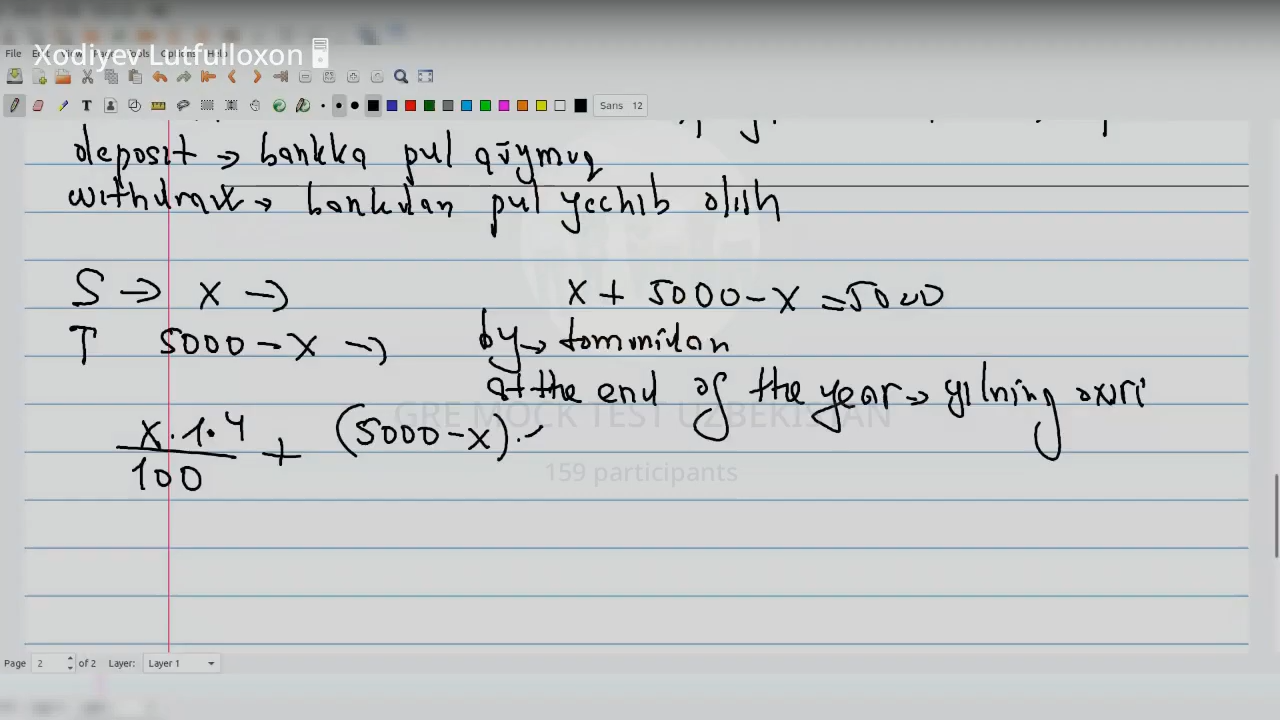 Xodiyev Lutfulloxon
File
deposit → bankka pul qo'ymoq
withdraw → bankdan pul yechib olish
S → x →
x + 5000 - x = 5000
T 5000 - x →
by → tomonidan
at the end of the year → yilning oxiri
GRE MOCK TEST UZBEKISTAN
x · 1 · 4 / 100 + (5000 - x) ·
159 participants
Page 2 of 2 Layer: Layer 1
Sans 12